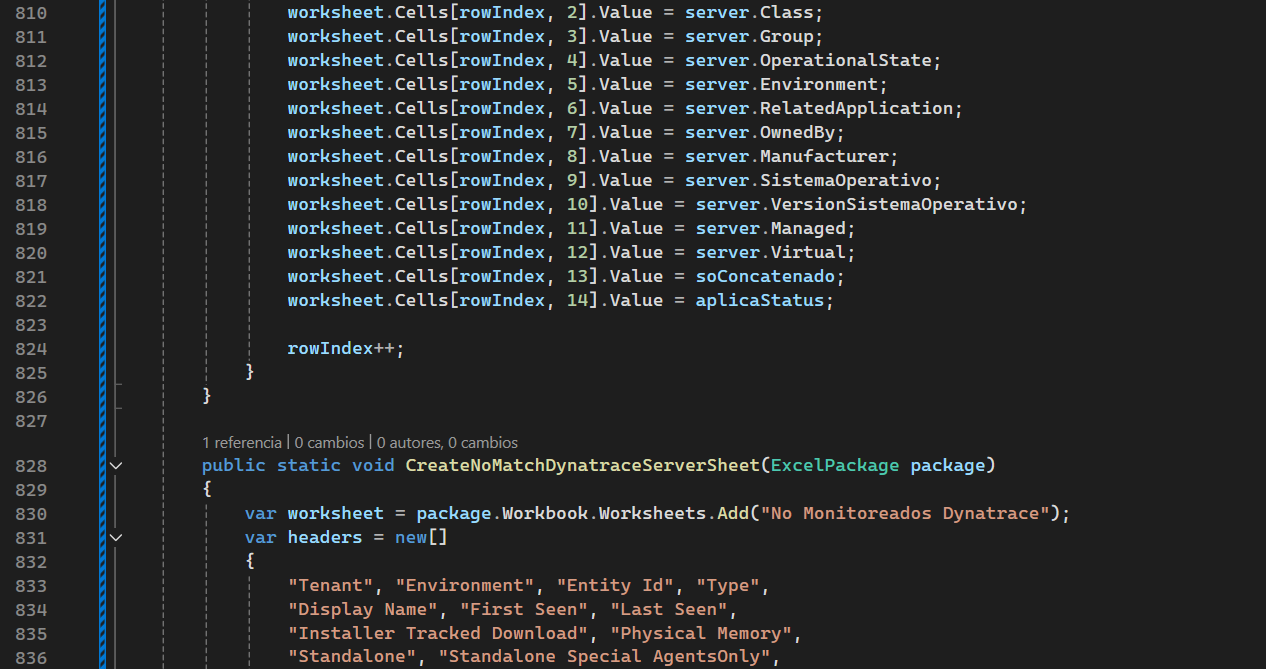 810 worksheet.Cells[rowIndex, 2].Value = server.Class;
811 worksheet.Cells[rowIndex, 3].Value = server.Group;
812 worksheet.Cells[rowIndex, 4].Value = server.OperationalState;
813 worksheet.Cells[rowIndex, 5].Value = server.Environment;
814 worksheet.Cells[rowIndex, 6].Value = server.RelatedApplication;
815 worksheet.Cells[rowIndex, 7].Value = server.OwnedBy;
816 worksheet.Cells[rowIndex, 8].Value = server.Manufacturer;
817 worksheet.Cells[rowIndex, 9].Value = server.SistemaOperativo;
818 worksheet.Cells[rowIndex, 10].Value = server.VersionSistemaOperativo;
819 worksheet.Cells[rowIndex, 11].Value = server.Managed;
820 worksheet.Cells[rowIndex, 12].Value = server.Virtual;
821 worksheet.Cells[rowIndex, 13].Value = soConcatenado;
822 worksheet.Cells[rowIndex, 14].Value = aplicaStatus;
823
824 rowIndex++;
825 }
826 }
827
1 referencia | 0 cambios | 0 autores, 0 cambios
828 public static void CreateNoMatchDynatraceServerSheet(ExcelPackage package)
829 {
830 var worksheet = package.Workbook.Worksheets.Add("No Monitoreados Dynatrace");
831 var headers = new[]
832 {
833 "Tenant", "Environment", "Entity Id", "Type",
834 "Display Name", "First Seen", "Last Seen",
835 "Installer Tracked Download", "Physical Memory",
836 "Standalone", "Standalone Special AgentsOnly",